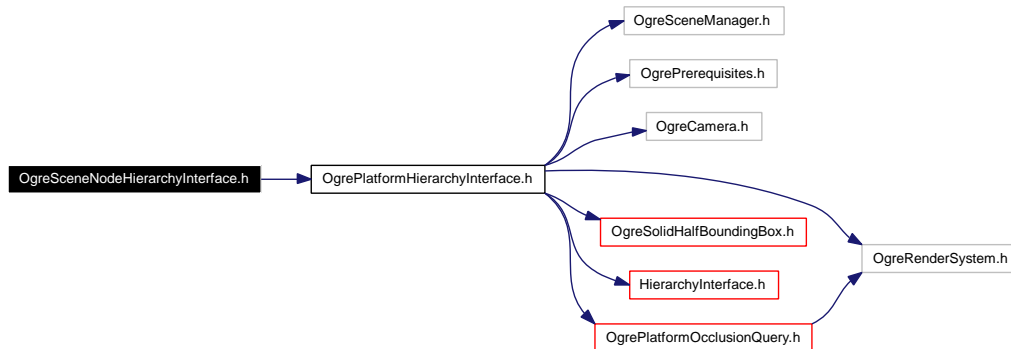 OgreSceneManager.h
OgrePrerequisites.h
OgreCamera.h
OgreSceneNodeHierarchyInterface.h
OgrePlatformHierarchyInterface.h
OgreSolidHalfBoundingBox.h
OgreRenderSystem.h
HierarchyInterface.h
OgrePlatformOcclusionQuery.h